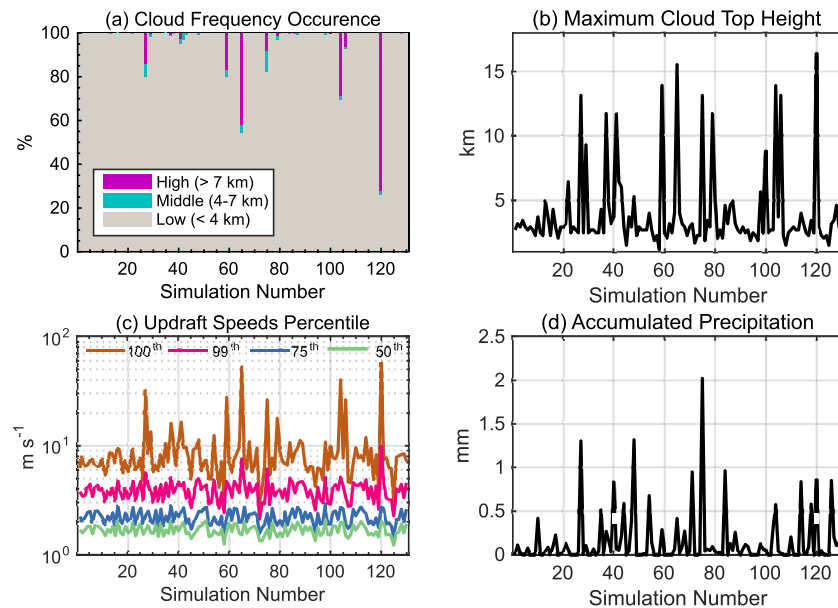 (a) Cloud Frequency Occurence
100
80
60
40
20
0
%
High (> 7 km)
Middle (4-7 km)
Low (< 4 km)
20 40 60 80 100 120
Simulation Number
(b) Maximum Cloud Top Height
15
10
5
km
20 40 60 80 100 120
Simulation Number
(c) Updraft Speeds Percentile
10²
10¹
10⁰
m s⁻¹
100th 99th 75th 50th
20 40 60 80 100 120
Simulation Number
(d) Accumulated Precipitation
2.5
2
1.5
1
0.5
0
mm
20 40 60 80 100 120
Simulation Number